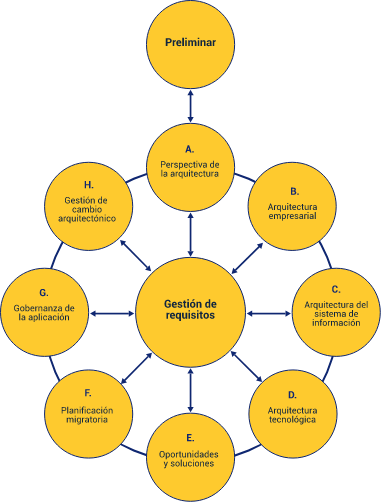 Preliminar
A.
Perspectiva de
la arquitectura
H.
Gestión de
cambio
arquitectónico
B.
Arquitectura
empresarial
G.
Gobernanza de
la aplicación
Gestión de
requisitos
C.
Arquitectura del
sistema de
información
F.
Planificación
migratoria
D.
Arquitectura
tecnológica
E.
Oportunidades
y soluciones